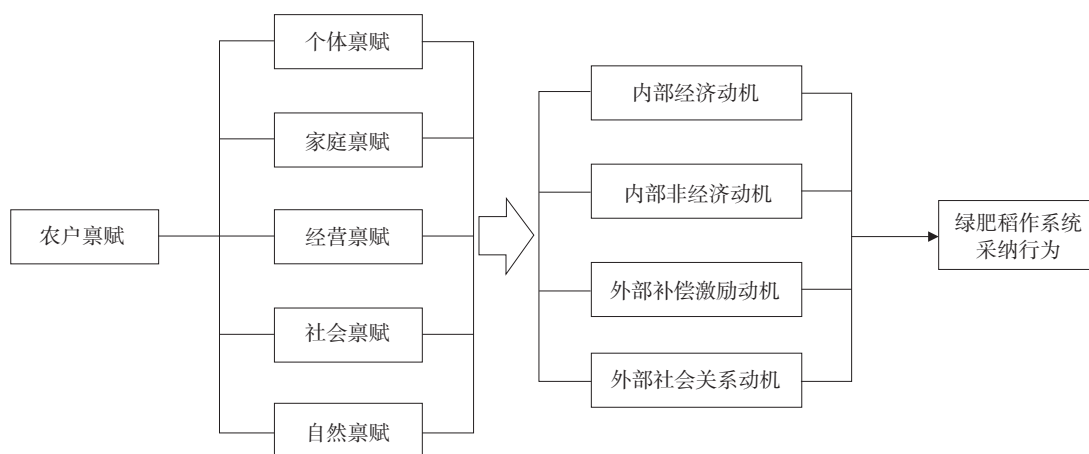 农户禀赋
个体禀赋
家庭禀赋
经营禀赋
社会禀赋
自然禀赋
内部经济动机
内部非经济动机
外部补偿激励动机
外部社会关系动机
绿肥稻作系统
采纳行为